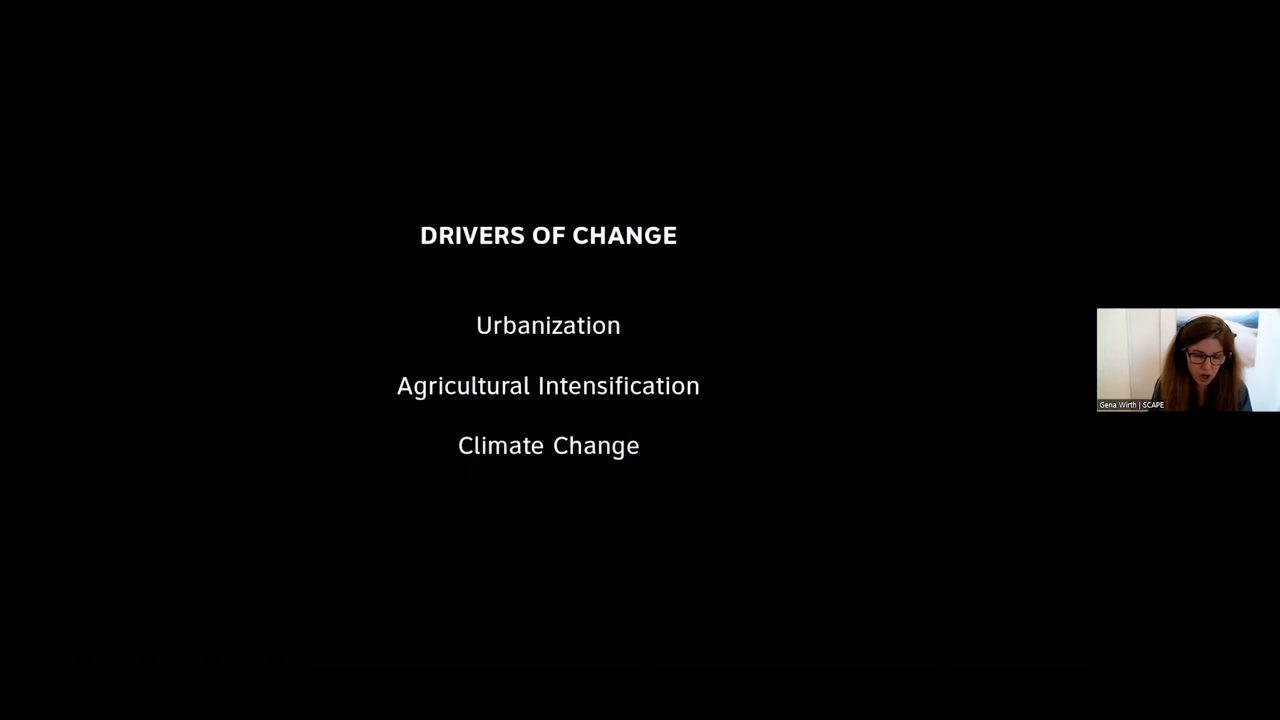 DRIVERS OF CHANGE
Urbanization
Agricultural Intensification
Climate Change
Gena Wirth | SCAPE